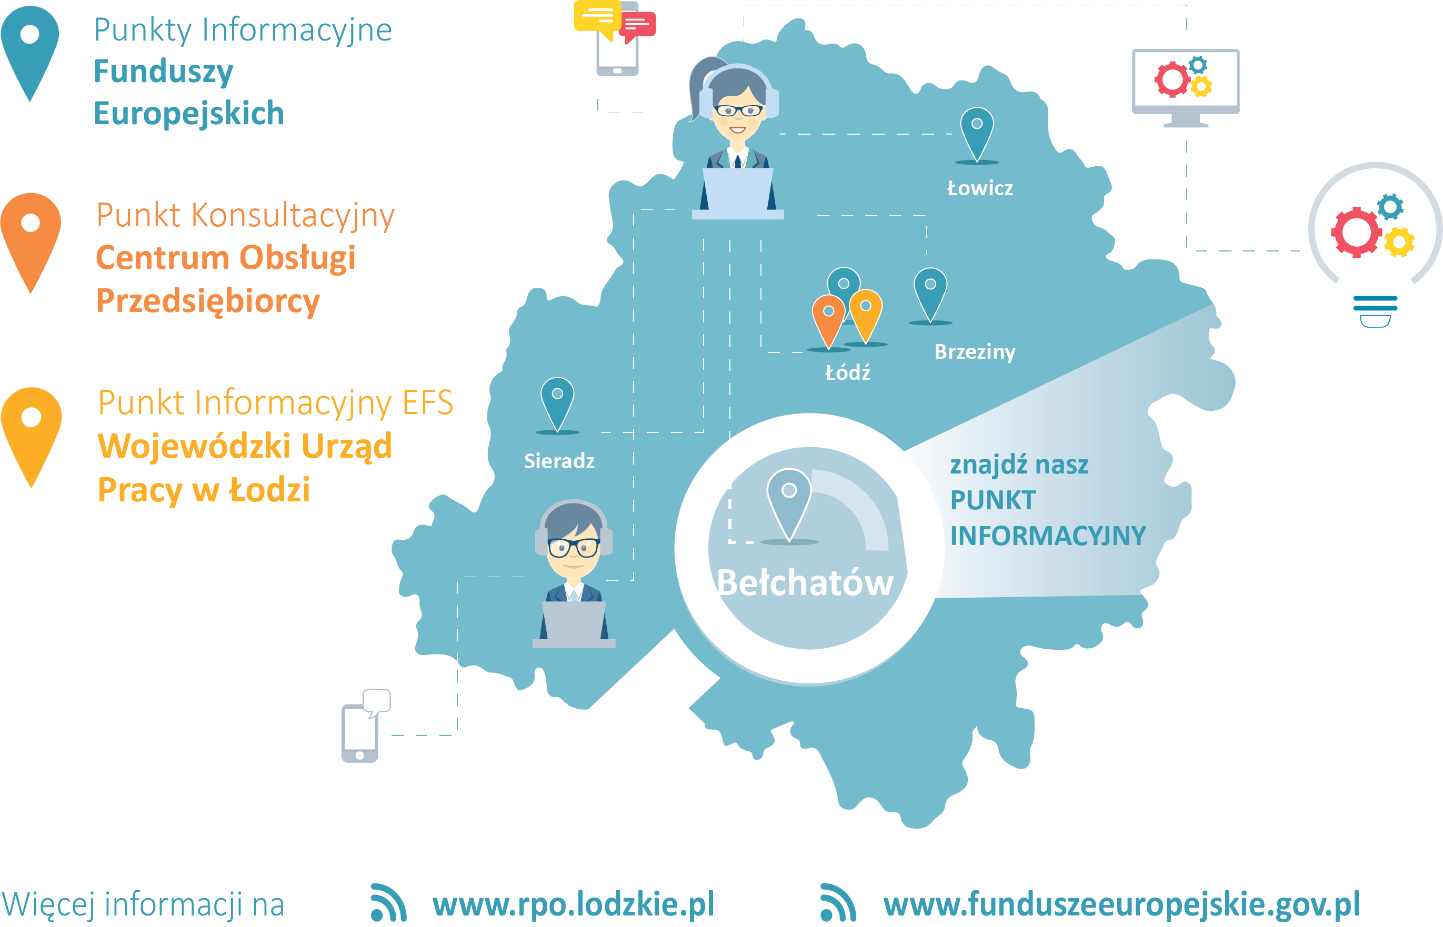 Punkty Informacyjne
Funduszy
Europejskich
Punkt Konsultacyjny
Centrum Obsługi
Przedsiębiorcy
Punkt Informacyjny EFS
Wojewódzki Urząd
Pracy w Łodzi
Łowicz
Brzeziny
Łódź
Sieradz
znajdź nasz
PUNKT
INFORMACYJNY
Bełchatów
Więcej informacji na
www.rpo.lodzkie.pl
www.funduszeeuropejskie.gov.pl